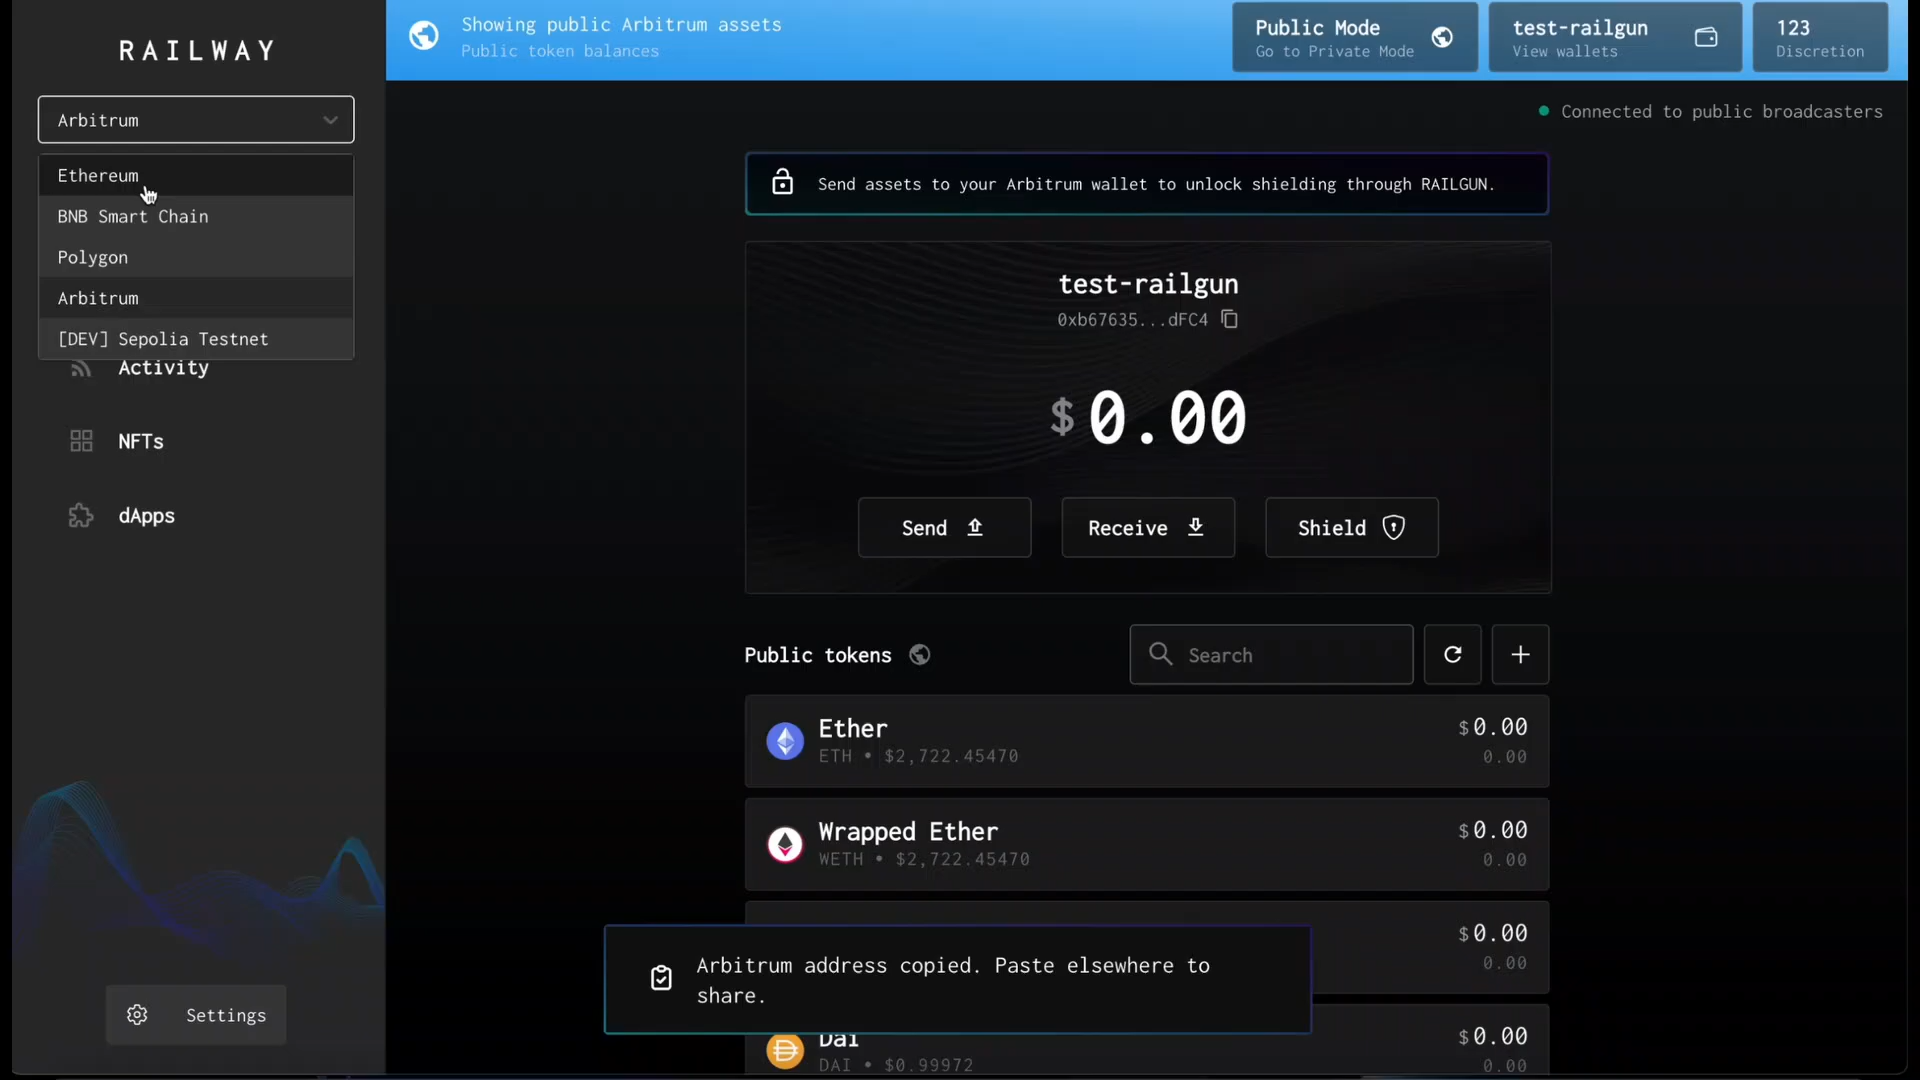 RAILWAY
Arbitrum
Ethereum
BNB Smart Chain
Polygon
Arbitrum
[DEV] Sepolia Testnet
Activity
NFTs
dApps
Settings
Showing public Arbitrum assets
Public token balances
Public Mode
Go to Private Mode
test-railgun
View wallets
123
Discretion
Connected to public broadcasters
Send assets to your Arbitrum wallet to unlock shielding through RAILGUN.
test-railgun
0xb67635...dFC4
$0.00
Send
Receive
Shield
Public tokens
Search
Ether
ETH • $2,722.45470
$0.00
0.00
Wrapped Ether
WETH • $2,722.45470
$0.00
0.00
$0.00
0.00
Arbitrum address copied. Paste elsewhere to
share.
Dai
DAI • $0.99972
$0.00
0.00